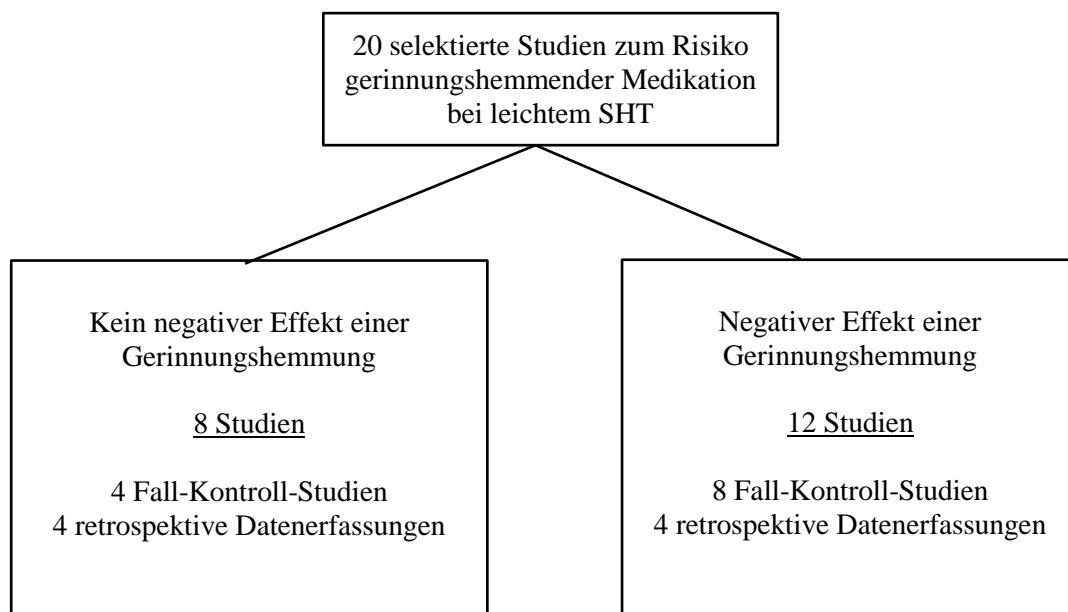 20 selektierte Studien zum Risiko
gerinnungshemmender Medikation
bei leichtem SHT
Kein negativer Effekt einer
Gerinnungshemmung
8 Studien
4 Fall-Kontroll-Studien
4 retrospektive Datenerfassungen
Negativer Effekt einer
Gerinnungshemmung
12 Studien
8 Fall-Kontroll-Studien
4 retrospektive Datenerfassungen